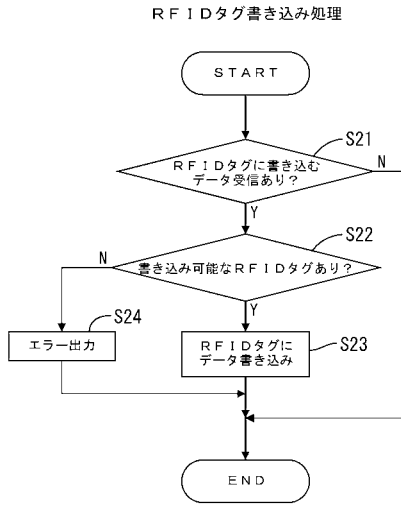 ＲＦＩＤタグ書き込み処理
ＳＴＡＲＴ
S21
ＲＦＩＤタグに書き込む
データ受信あり？
N
Y
S22
書き込み可能なＲＦＩＤタグあり？
N
Y
S24
エラー出力
S23
ＲＦＩＤタグに
データ書き込み
ＥＮＤ